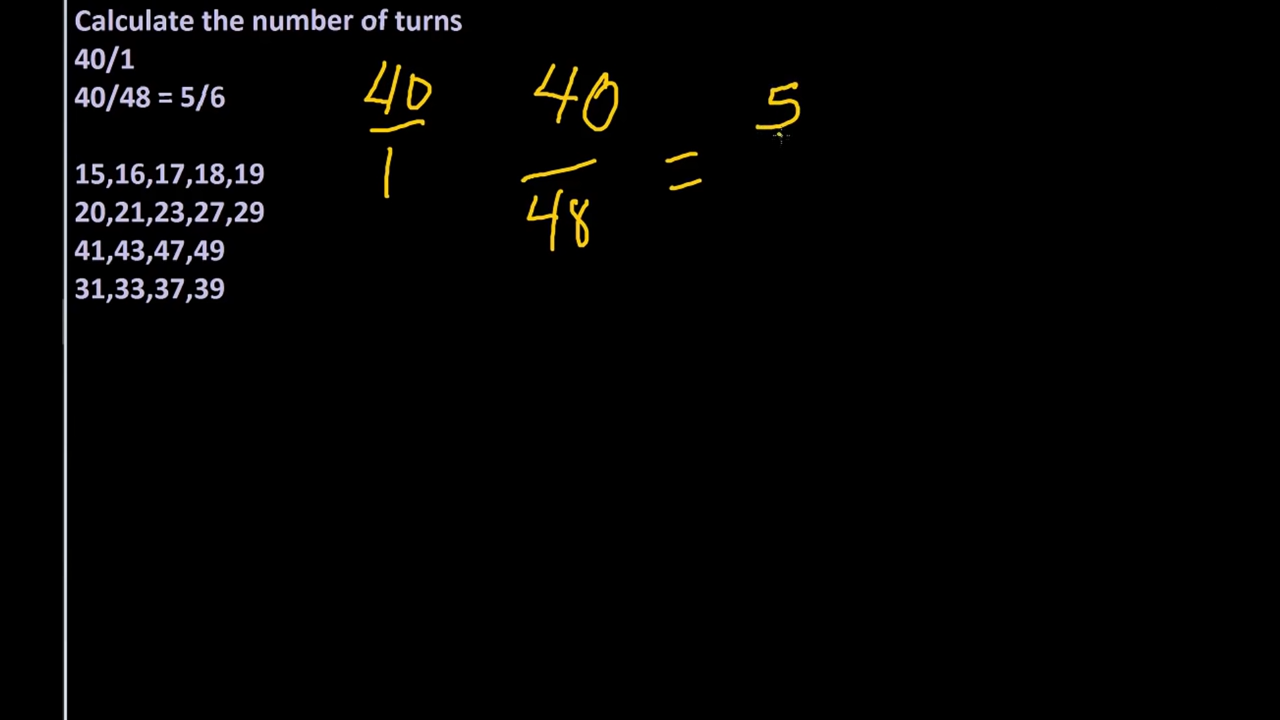 Calculate the number of turns
40/1
40/48 = 5/6
15,16,17,18,19
20,21,23,27,29
41,43,47,49
31,33,37,39
40 40 5
1 48 =